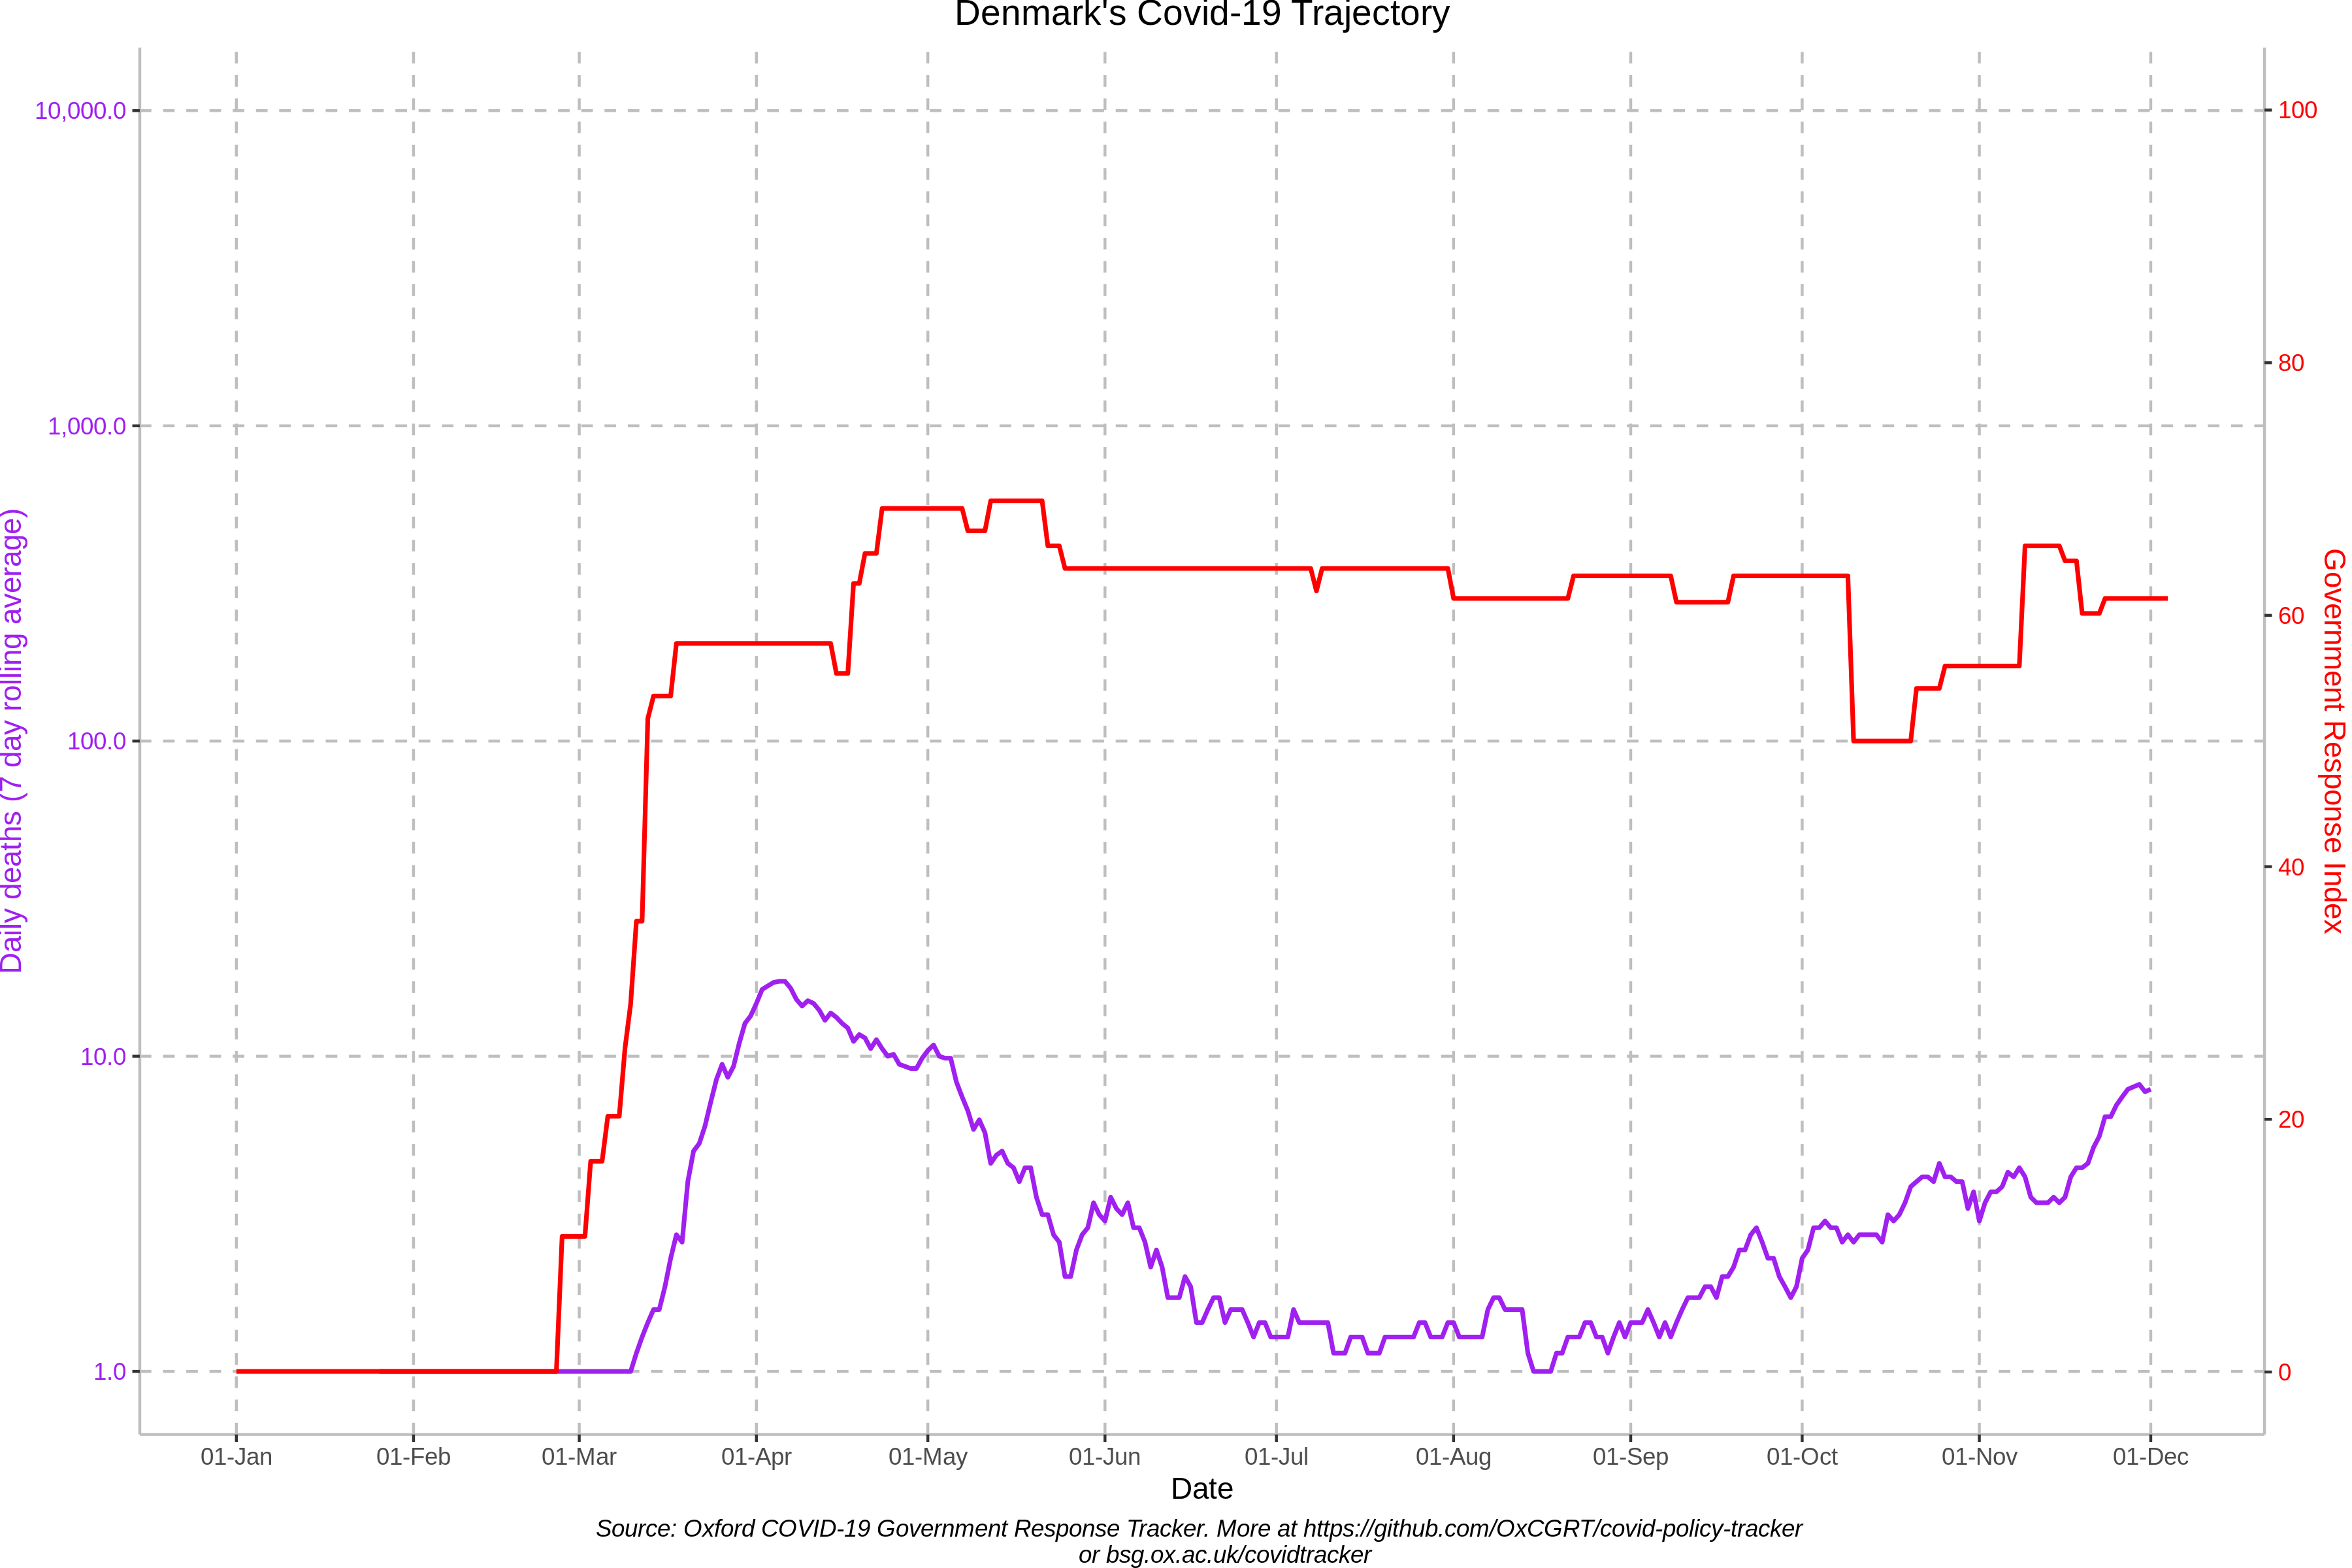 Denmark's Covid-19 Trajectory
10,000.0
1,000.0
100.0
10.0
1.0
Daily deaths (7 day rolling average)
100
80
60
40
20
0
Government Response Index
01-Jan 01-Feb 01-Mar 01-Apr 01-May 01-Jun 01-Jul 01-Aug 01-Sep 01-Oct 01-Nov 01-Dec
Date
Source: Oxford COVID-19 Government Response Tracker. More at https://github.com/OxCGRT/covid-policy-tracker
or bsg.ox.ac.uk/covidtracker